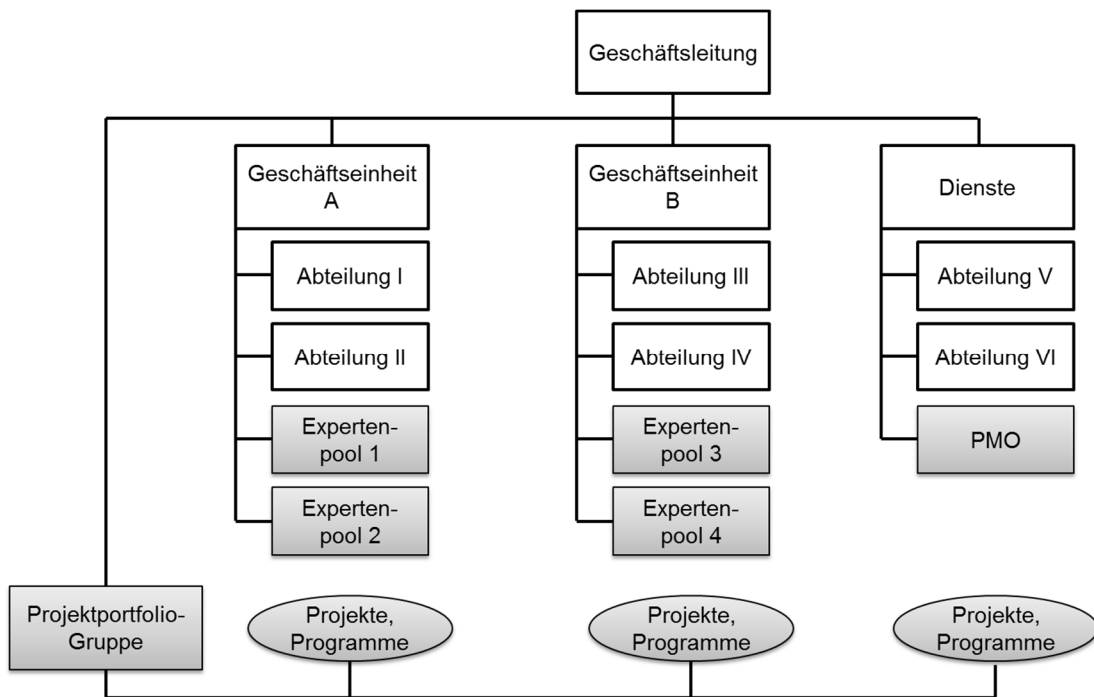 Geschäftsleitung
Geschäftseinheit
A
Geschäftseinheit
B
Dienste
Abteilung I
Abteilung III
Abteilung V
Abteilung II
Abteilung IV
Abteilung VI
Experten-
pool 1
Experten-
pool 3
PMO
Experten-
pool 2
Experten-
pool 4
Projektportfolio-
Gruppe
Projekte,
Programme
Projekte,
Programme
Projekte,
Programme